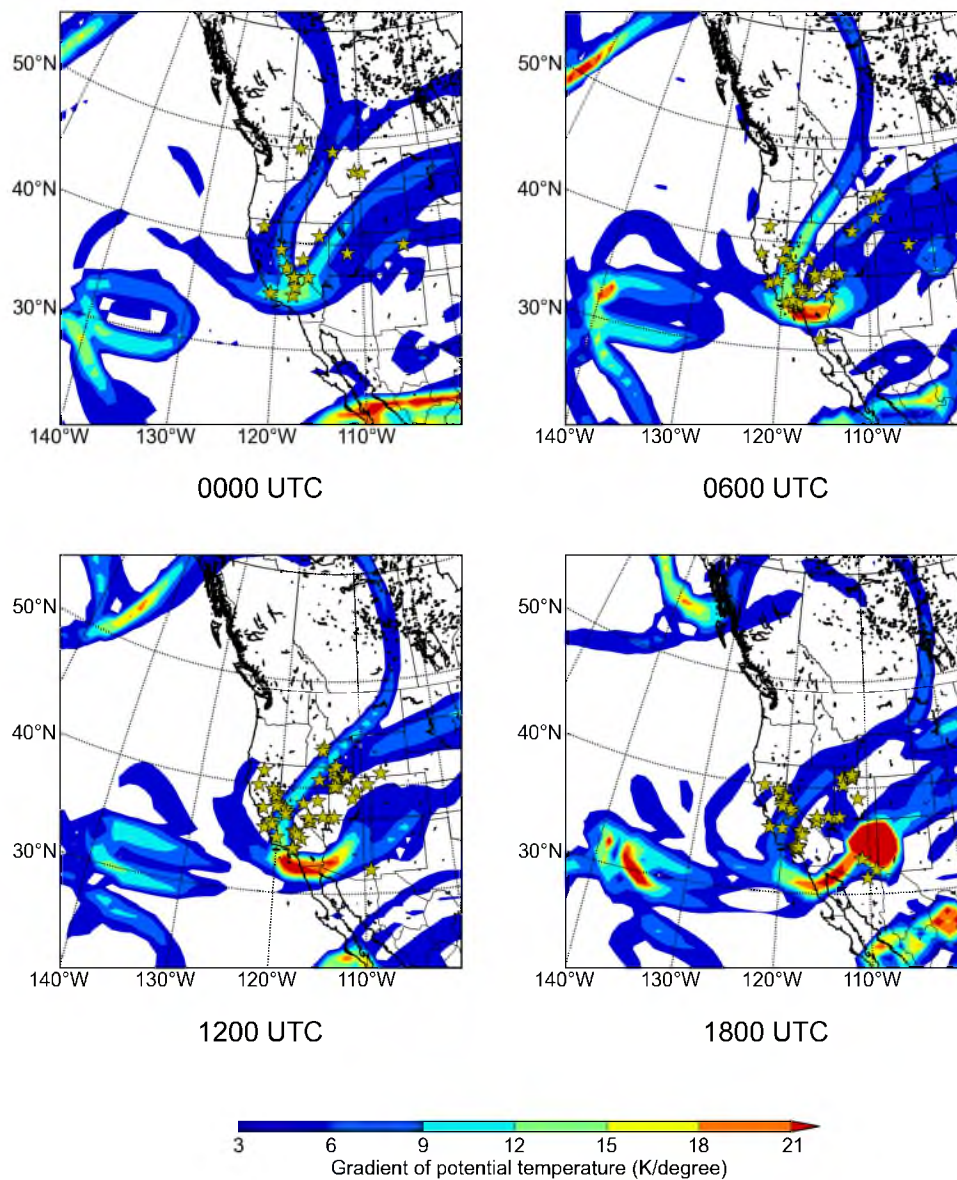 50°N
40°N
30°N
140°W 130°W 120°W 110°W
0000 UTC
140°W 130°W 120°W 110°W
0600 UTC
50°N
40°N
30°N
140°W 130°W 120°W 110°W
1200 UTC
140°W 130°W 120°W 110°W
1800 UTC
3 6 9 12 15 18 21
Gradient of potential temperature (K/degree)
50°N
40°N
30°N
50°N
40°N
30°N